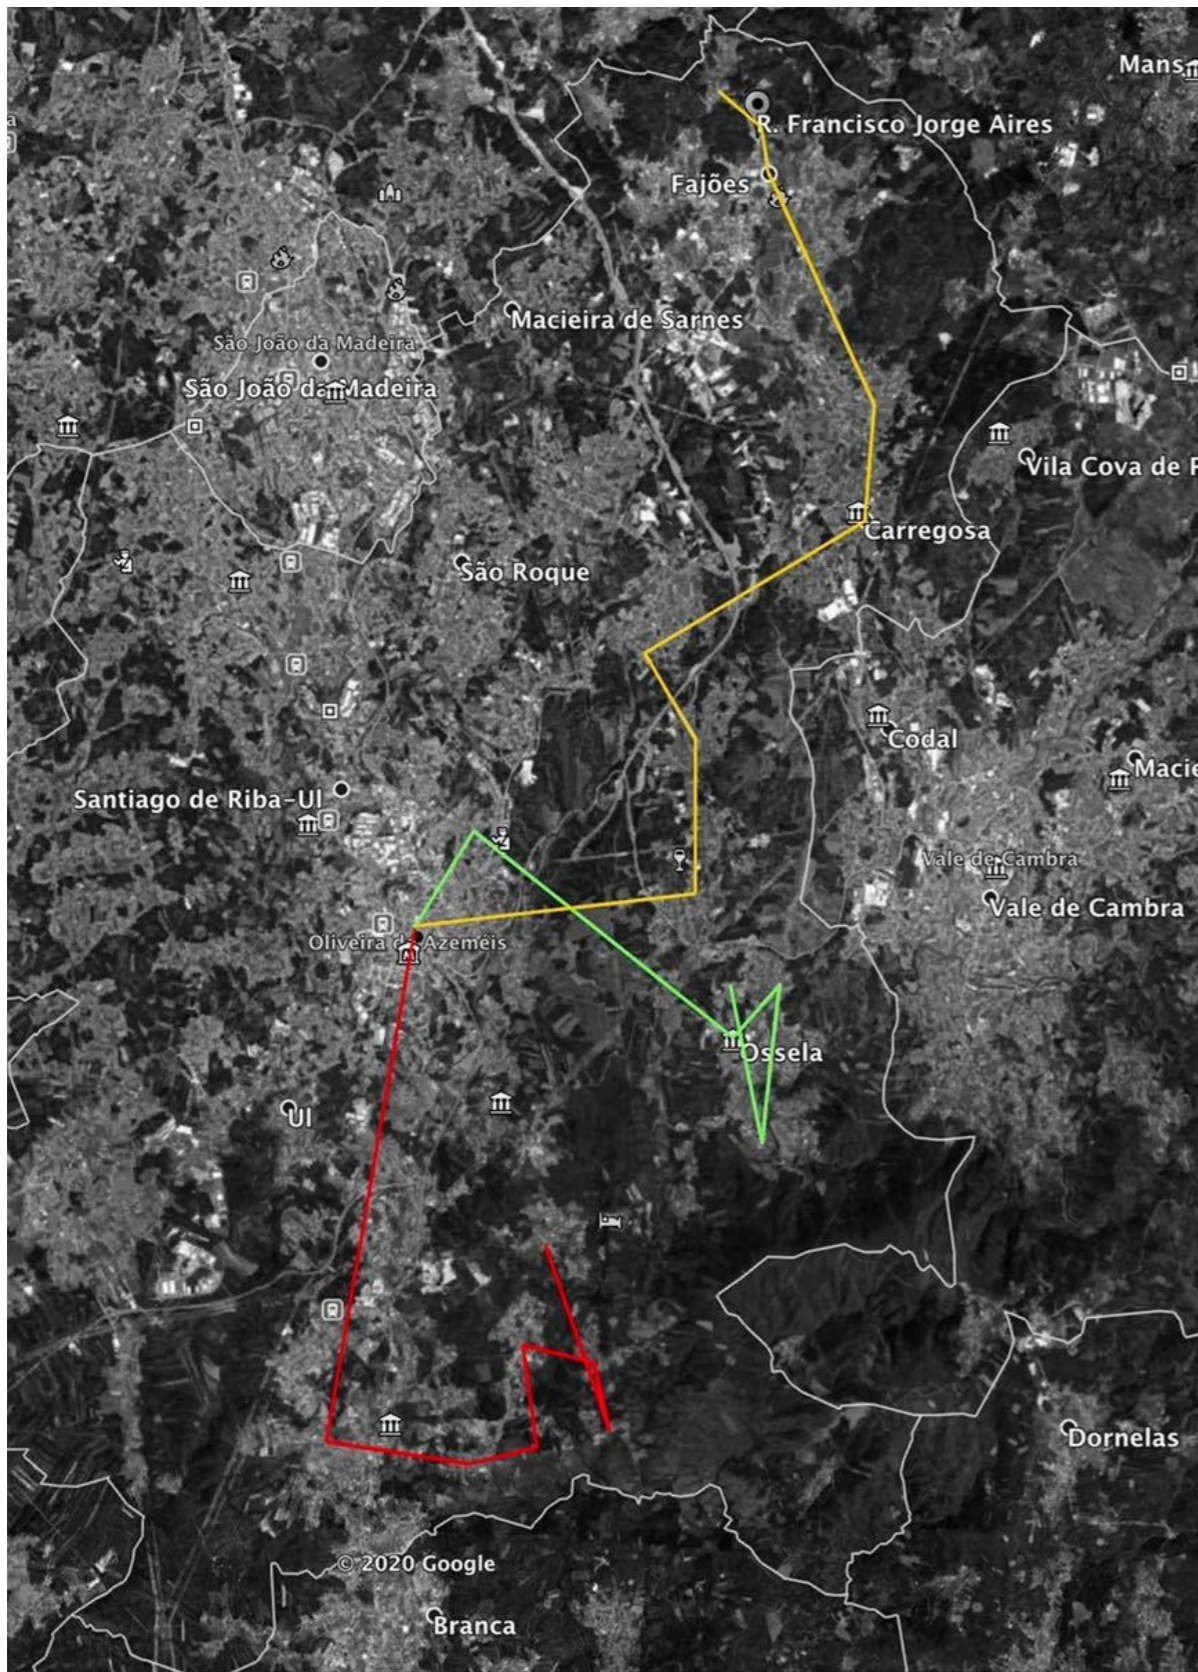 Mans
a
R. Francisco Jorge Aires
Fajões
Macieira de Sarnes
São João da Madeira
São João da Madeira
Vila Cova de P
Carregosa
São Roque
Codal
Macie
Santiago de Riba-Ul
Vale de Cambra
Vale de Cambra
Oliveira de Azeméis
Ossela
Ul
Dornelas
© 2020 Google
Branca